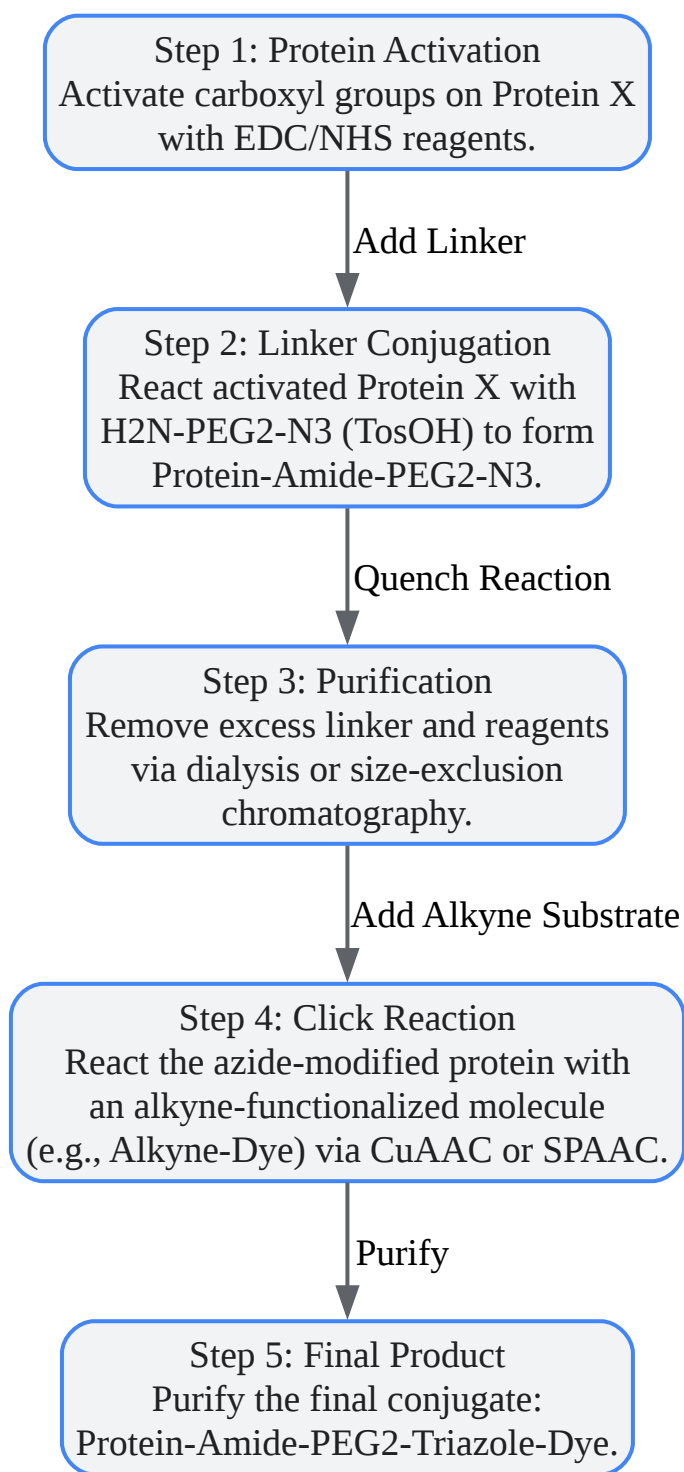 Step 1: Protein Activation
Activate carboxyl groups on Protein X
with EDC/NHS reagents.
Add Linker
Step 2: Linker Conjugation
React activated Protein X with
H2N-PEG2-N3 (TosOH) to form
Protein-Amide-PEG2-N3.
Quench Reaction
Step 3: Purification
Remove excess linker and reagents
via dialysis or size-exclusion
chromatography.
Add Alkyne Substrate
Step 4: Click Reaction
React the azide-modified protein with
an alkyne-functionalized molecule
(e.g., Alkyne-Dye) via CuAAC or SPAAC.
Purify
Step 5: Final Product
Purify the final conjugate:
Protein-Amide-PEG2-Triazole-Dye.